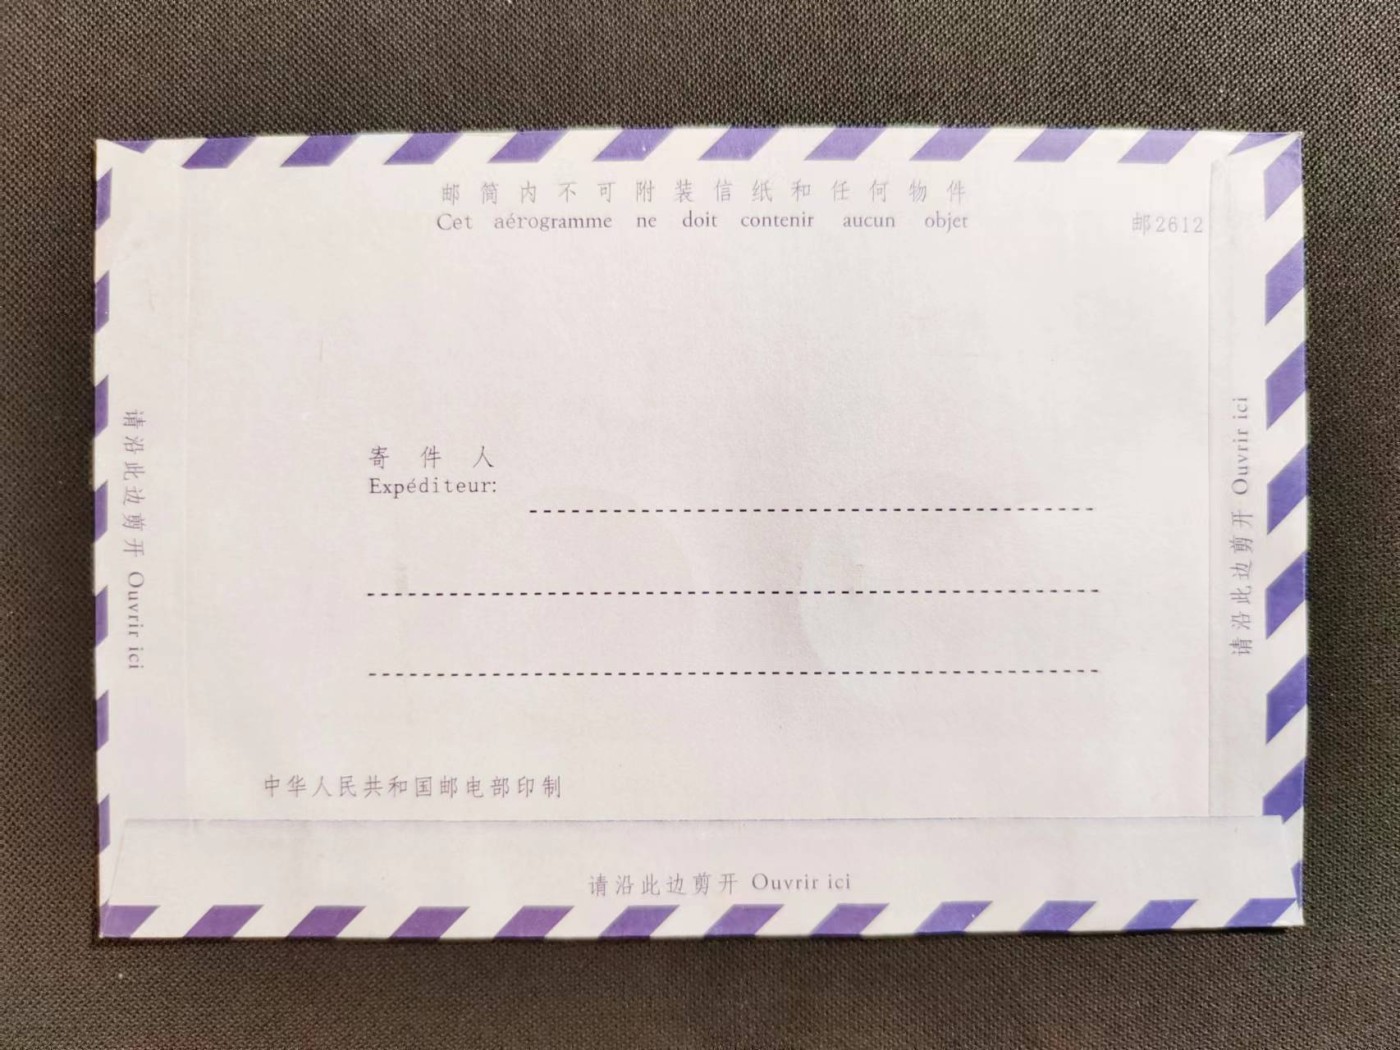 邮简内不可附装信纸和任何物件
Cet aérogramme ne doit contenir aucun objet
邮2612
请沿此边剪开 Ouvrir ici
寄件人
Expéditeur:
请沿此边剪开 Ouvrir ici
中华人民共和国邮电部印制
请沿此边剪开 Ouvrir ici